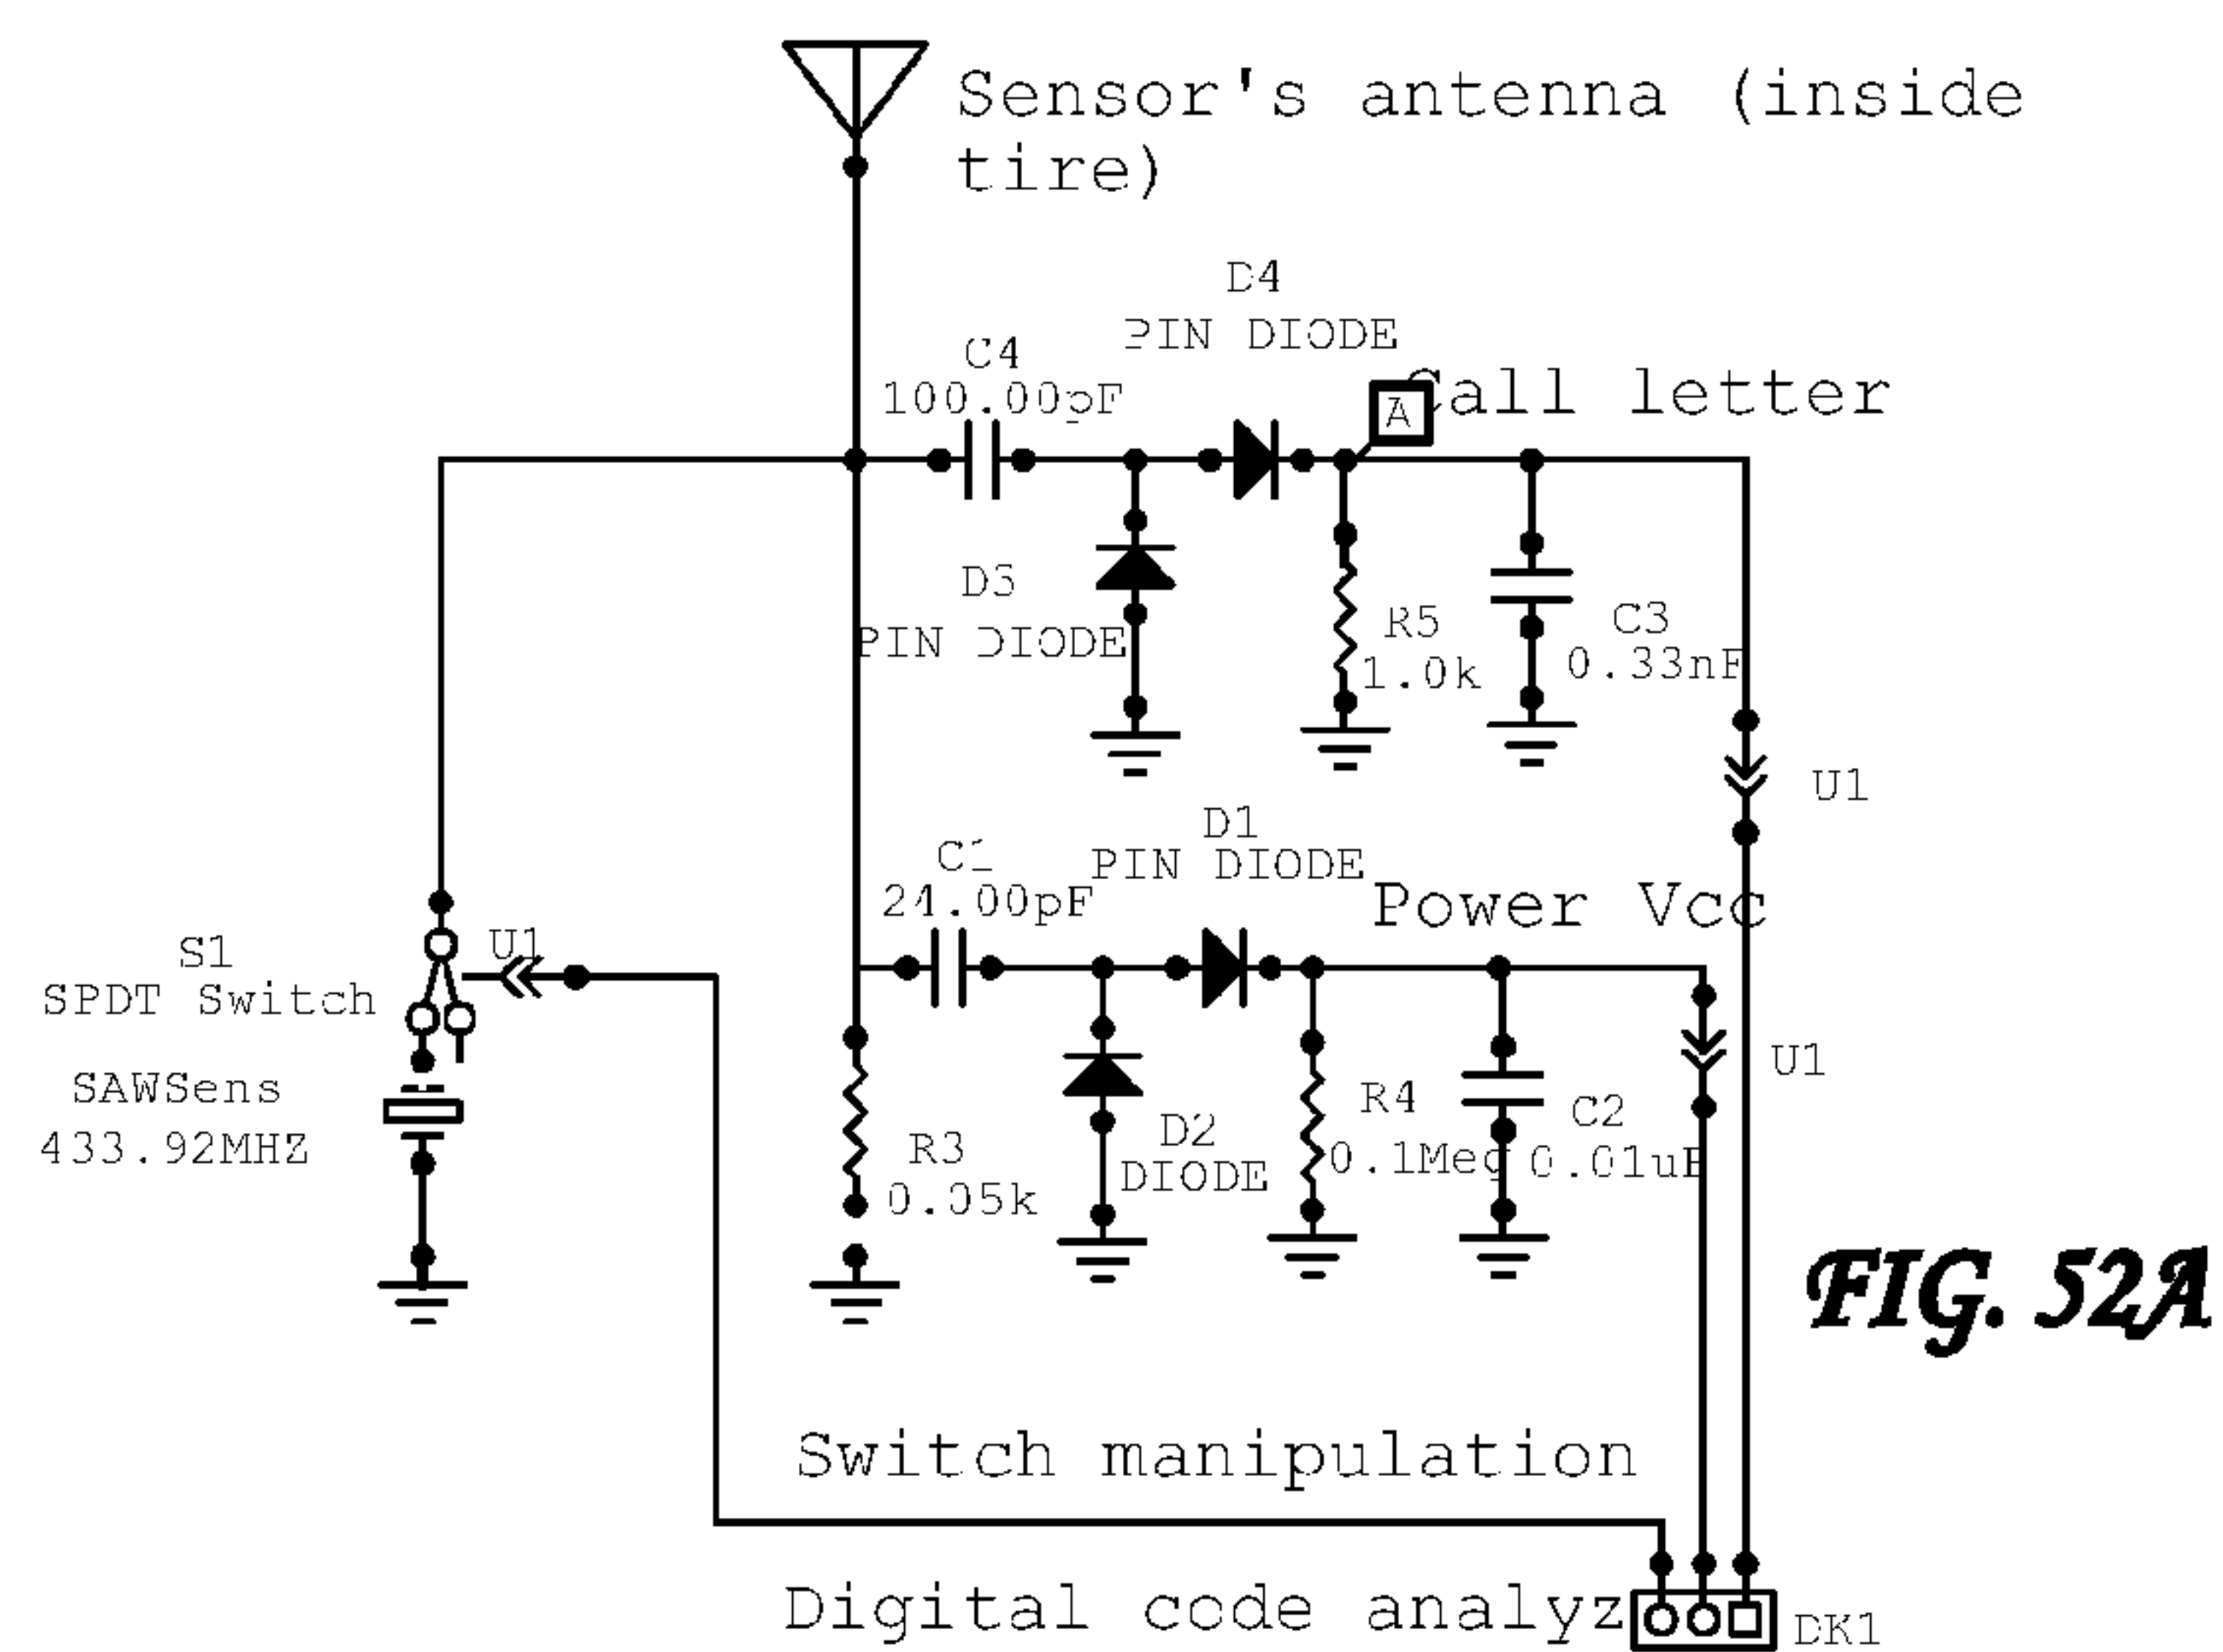 Sensor's antenna (inside
tire)
D4
PIN DIODE
C4
100.00pF
A
Call letter
D3
PIN DIODE
R5
1.0k
C3
0.33nF
U1
D1
PIN DIODE
C1
24.00pF
Power Vcc
S1
U1
SPDT Switch
U1
SAWSens
433.92MHZ
R3
0.05k
D2
DIODE
R4
0.1Meg
C2
0.01uF
FIG. 52A
Switch manipulation
Digital code analyz
DK1